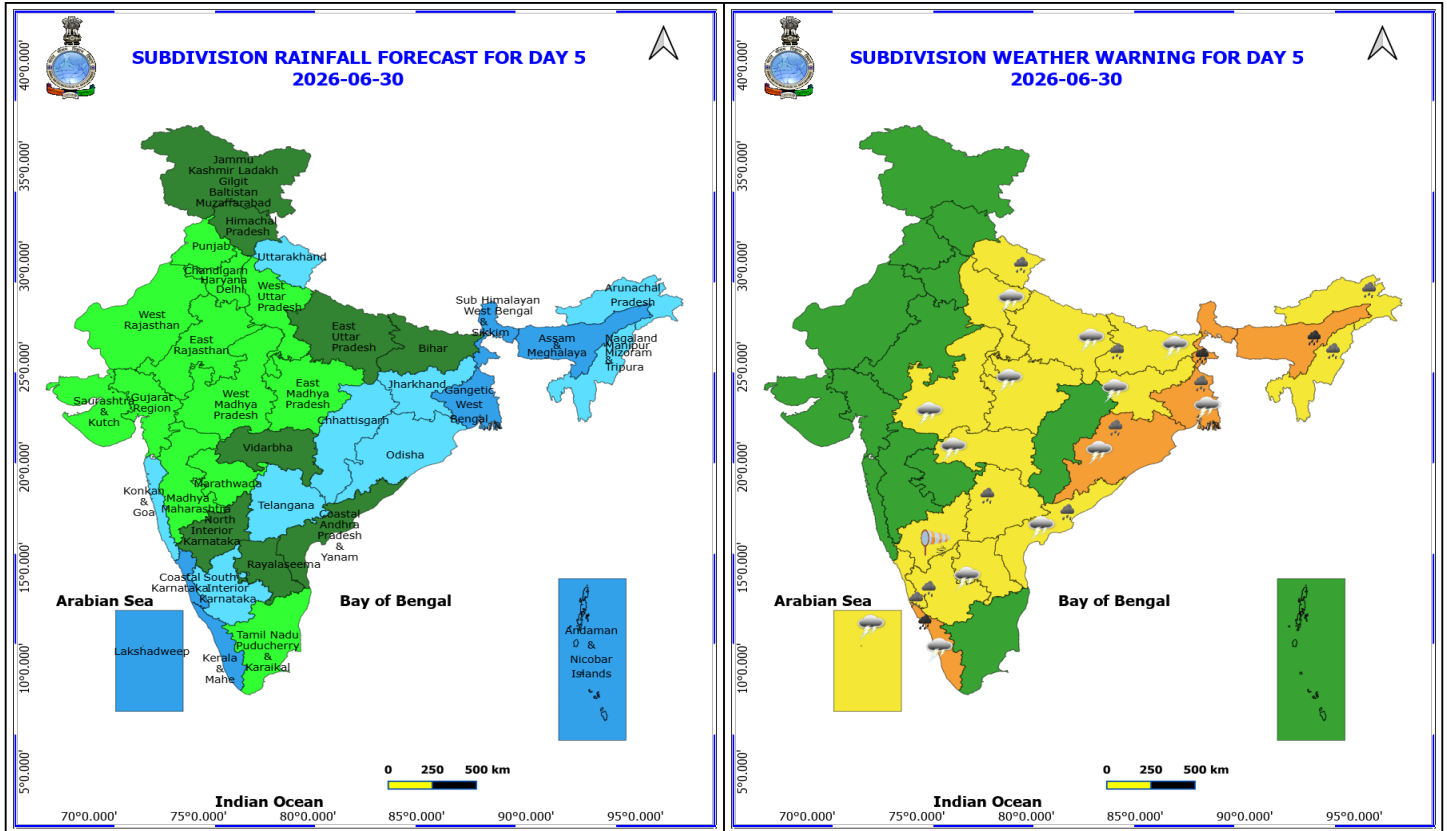 SUBDIVISION RAINFALL FORECAST FOR DAY 5
2026-06-30
40°0.000'
35°0.000'
30°0.000'
25°0.000'
20°0.000'
15°0.000'
10°0.000'
5°0.000'
Jammu
Kashmir Ladakh
Gilgit
Baltistan
Muzaffarabad
Himachal
Pradesh
Punjab
Uttarakhand
Chandigarh
Haryana
Delhi
West
Uttar
Pradesh
West
Rajasthan
East
Rajasthan
East
Uttar
Pradesh
Bihar
Sub Himalayan
West Bengal
&
Sikkim
Arunachal
Pradesh
Assam
&
Meghalaya
Nagaland
Manipur
Mizoram
&
Tripura
Jharkhand
Gangetic
West
Bengal
Saurashtra
&
Kutch
Gujarat
Region
West
Madhya
Pradesh
East
Madhya
Pradesh
Chhattisgarh
Odisha
Vidarbha
Konkan
&
Goa
Madhya
Maharashtra
Marathwada
Telangana
North
Interior
Karnataka
Coastal
Andhra
Pradesh
&
Yanam
Rayalaseema
Coastal
Karnataka
South
Interior
Karnataka
Tamil Nadu
Puducherry
&
Karaikal
Kerala
&
Mahe
Lakshadweep
Andaman
&
Nicobar
Islands
Arabian Sea
Bay of Bengal
Indian Ocean
0 250 500 km
70°0.000' 75°0.000' 80°0.000' 85°0.000' 90°0.000' 95°0.000'
SUBDIVISION WEATHER WARNING FOR DAY 5
2026-06-30
40°0.000'
35°0.000'
30°0.000'
25°0.000'
20°0.000'
15°0.000'
10°0.000'
5°0.000'
Arabian Sea
Bay of Bengal
Indian Ocean
0 250 500 km
70°0.000' 75°0.000' 80°0.000' 85°0.000' 90°0.000' 95°0.000'